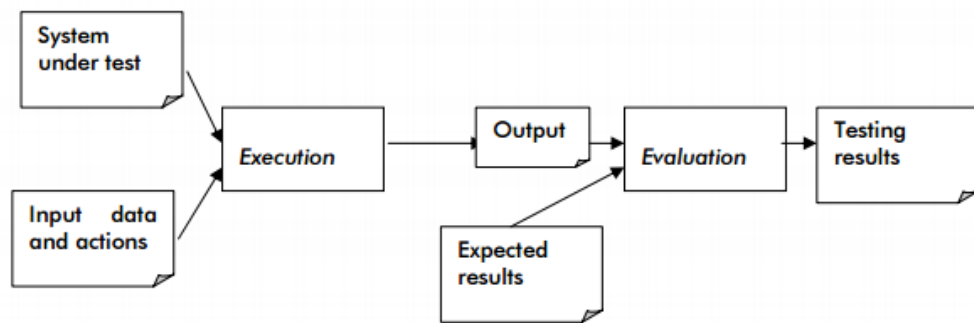 System
under test
Input data
and actions
Execution
Output
Expected
results
Evaluation
Testing
results